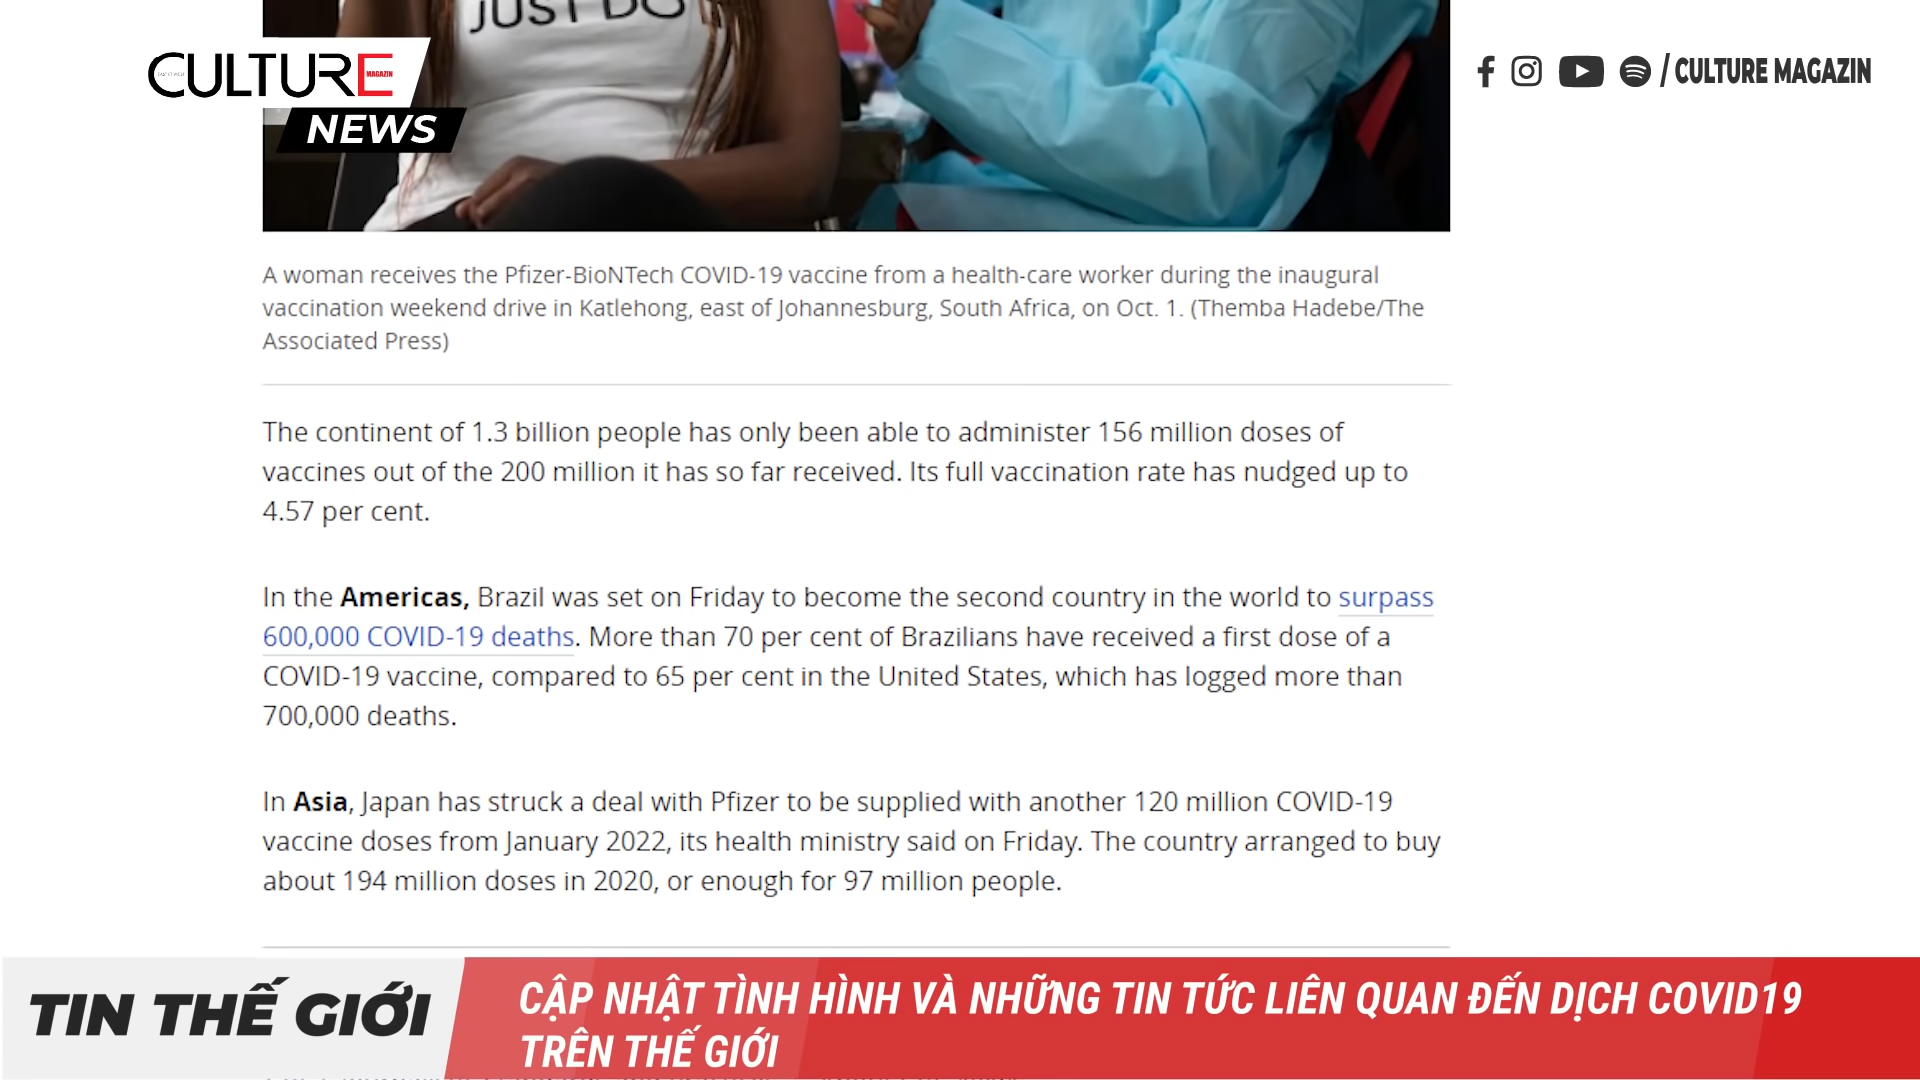 JUST DO
CULTURE
MAGAZIN
NEWS
/ CULTURE MAGAZIN
A woman receives the Pfizer-BioNTech COVID-19 vaccine from a health-care worker during the inaugural
vaccination weekend drive in Katlehong, east of Johannesburg, South Africa, on Oct. 1. (Themba Hadebe/The
Associated Press)
The continent of 1.3 billion people has only been able to administer 156 million doses of
vaccines out of the 200 million it has so far received. Its full vaccination rate has nudged up to
4.57 per cent.
In the Americas, Brazil was set on Friday to become the second country in the world to surpass
600,000 COVID-19 deaths. More than 70 per cent of Brazilians have received a first dose of a
COVID-19 vaccine, compared to 65 per cent in the United States, which has logged more than
700,000 deaths.
In Asia, Japan has struck a deal with Pfizer to be supplied with another 120 million COVID-19
vaccine doses from January 2022, its health ministry said on Friday. The country arranged to buy
about 194 million doses in 2020, or enough for 97 million people.
TIN THẾ GIỚI
CẬP NHẬT TÌNH HÌNH VÀ NHỮNG TIN TỨC LIÊN QUAN ĐẾN DỊCH COVID19
TRÊN THẾ GIỚI